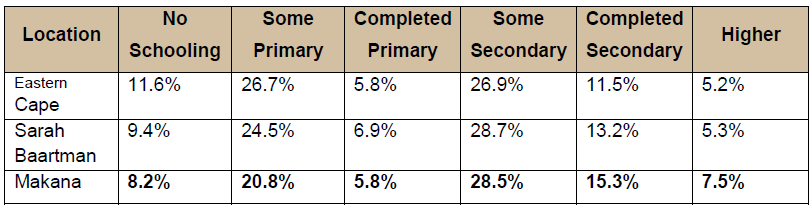 Location No Schooling Some Primary Completed Primary Some Secondary Completed Secondary Higher
Eastern Cape 11.6% 26.7% 5.8% 26.9% 11.5% 5.2%
Sarah Baartman 9.4% 24.5% 6.9% 28.7% 13.2% 5.3%
Makana 8.2% 20.8% 5.8% 28.5% 15.3% 7.5%